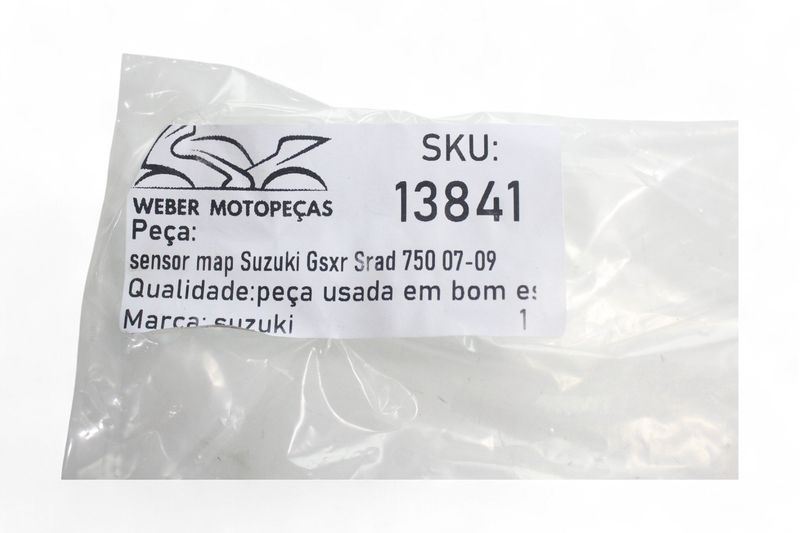 SKU:
13841
WEBER MOTOPEÇAS
Peça:
sensor map Suzuki Gsxr Srad 750 07-09
Qualidade:peça usada em bom es
Marca: suzuki 1